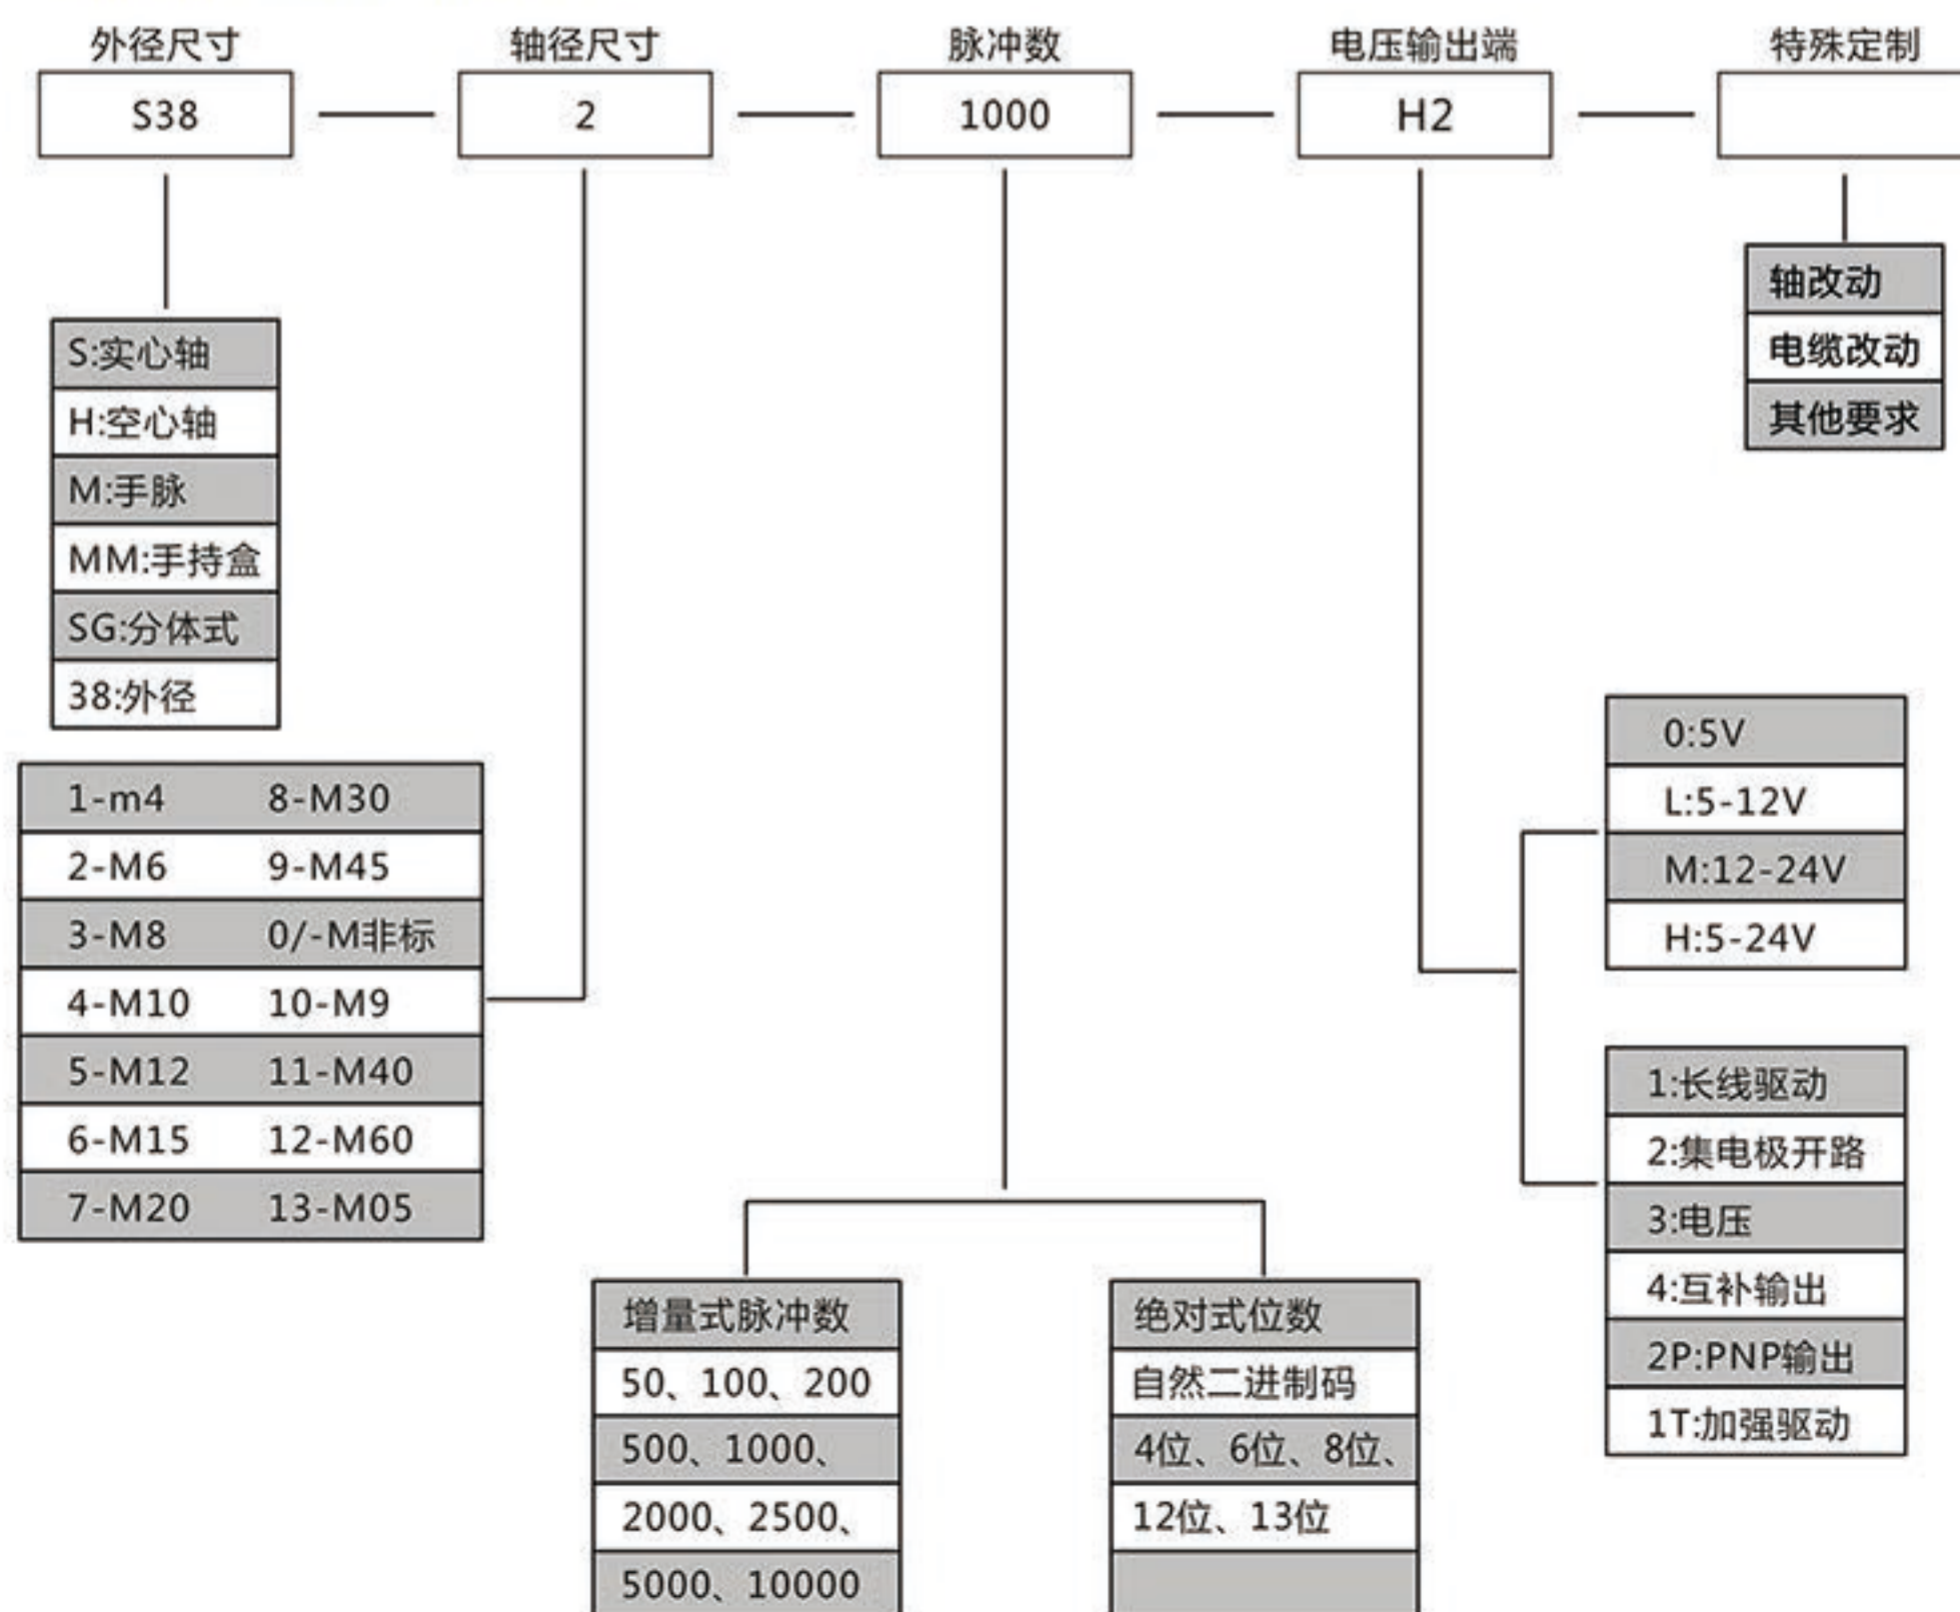 外径尺寸 轴径尺寸 脉冲数 电压输出端 特殊定制
S38 2 1000 H2
轴改动
电缆改动
其他要求
S:实心轴
H:空心轴
M:手脉
MM:手持盒
SG:分体式
38:外径
1-m4 8-M30
2-M6 9-M45
3-M8 0/-M非标
4-M10 10-M9
5-M12 11-M40
6-M15 12-M60
7-M20 13-M05
0:5V
L:5-12V
M:12-24V
H:5-24V
1:长线驱动
2:集电极开路
3:电压
4:互补输出
2P:PNP输出
1T:加强驱动
增量式脉冲数
50、100、200
500、1000、
2000、2500、
5000、10000
绝对式位数
自然二进制码
4位、6位、8位、
12位、13位